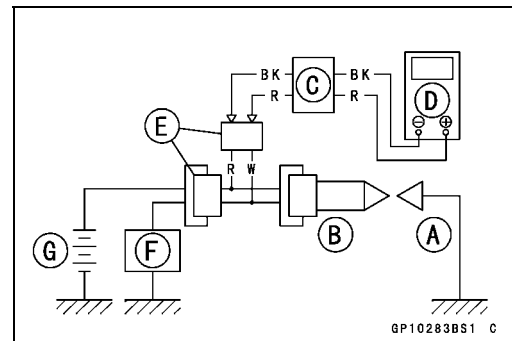 BK BK
R C R
D
E
⊖ ⊕
R W
G F B A
GP10283BS1 C